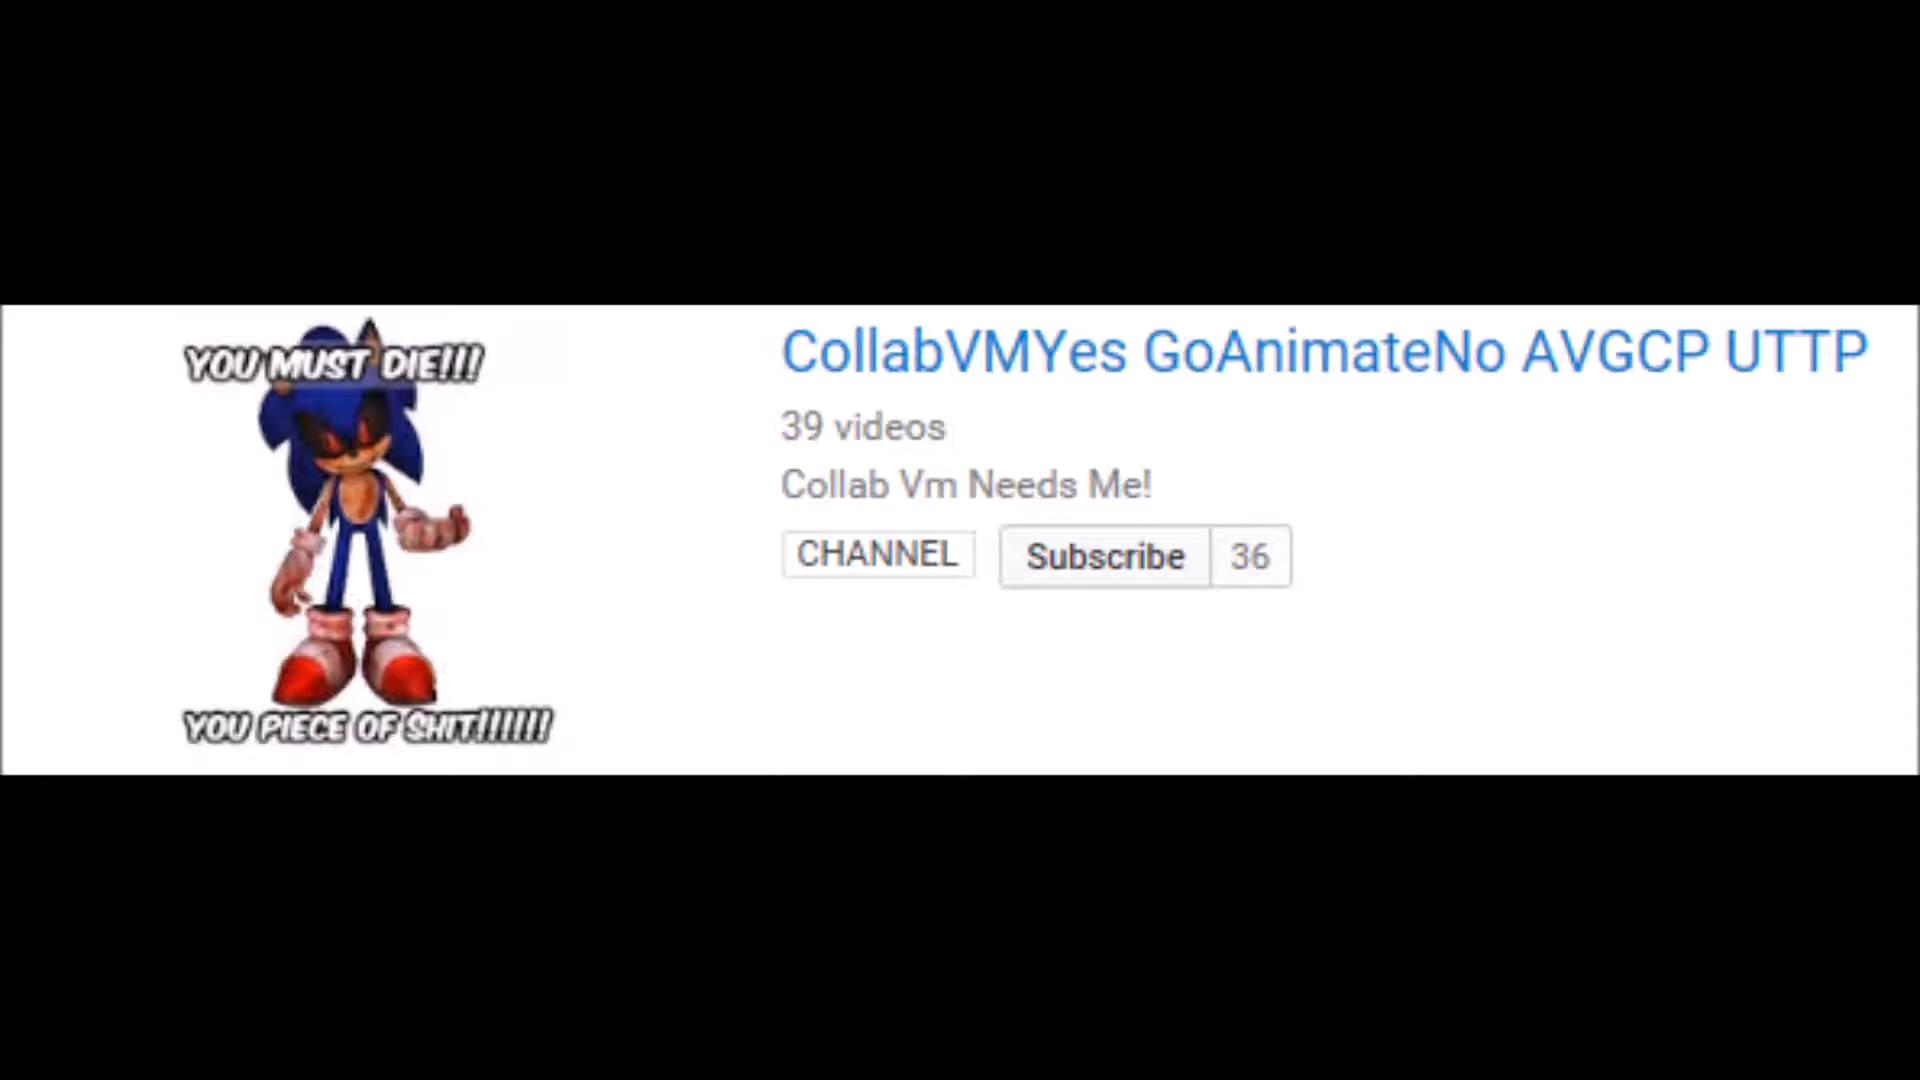 YOU MUST DIE!!!
YOU PIECE OF SHIT!!!!!!
CollabVMYes GoAnimateNo AVGCP UTTP
39 videos
Collab Vm Needs Me!
CHANNEL
Subscribe 36